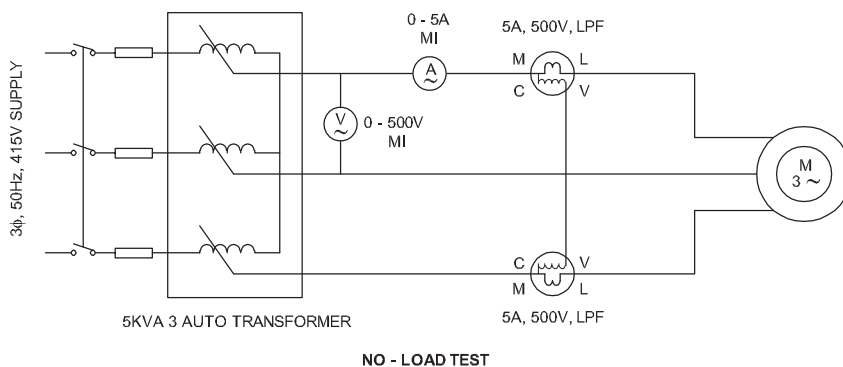 3ϕ, 50Hz, 415V SUPPLY
0 - 5A
MI
5A, 500V, LPF
M L
C V
A
~
V
~
0 - 500V
MI
M
3 ~
C V
M L
5A, 500V, LPF
5KVA 3 AUTO TRANSFORMER
NO - LOAD TEST